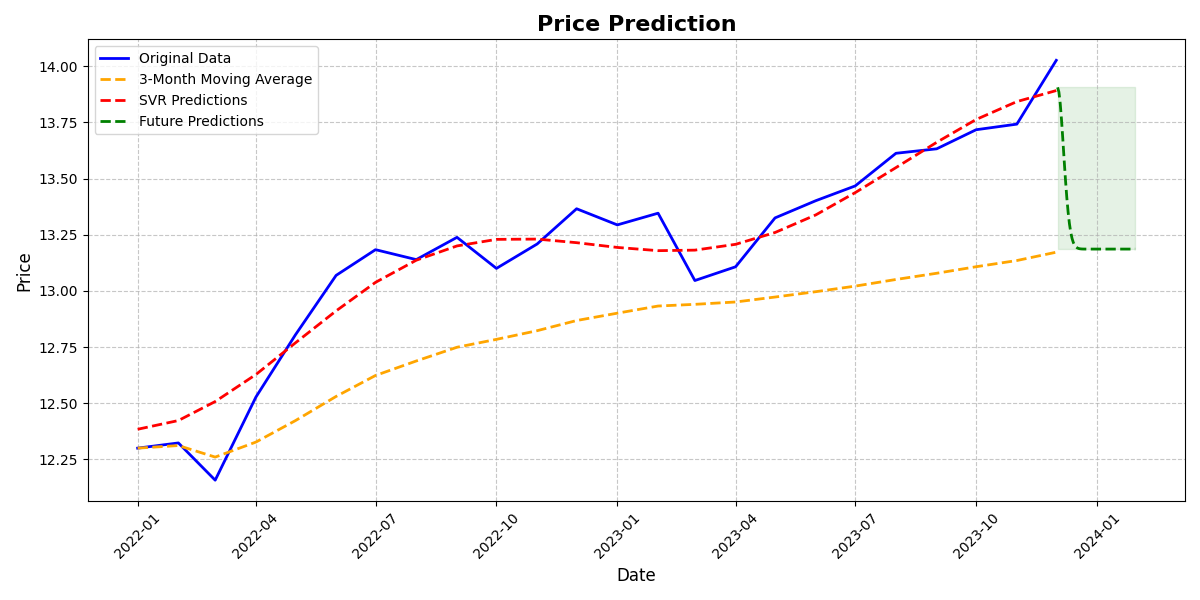 Price Prediction
Original Data
3-Month Moving Average
SVR Predictions
Future Predictions
14.00
13.75
13.50
13.25
13.00
12.75
12.50
12.25
Price
2022-01
2022-04
2022-07
2022-10
2023-01
2023-04
2023-07
2023-10
2024-01
Date